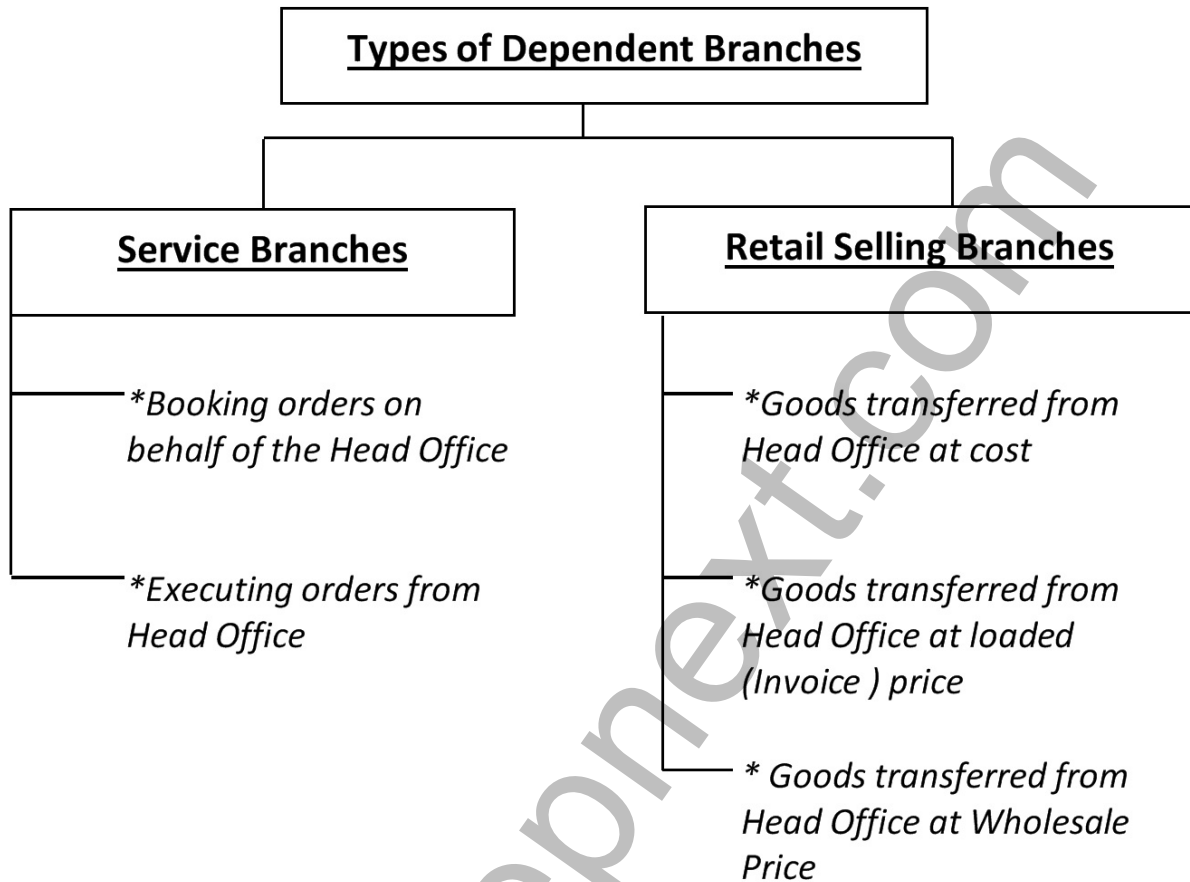 Types of Dependent Branches
Service Branches
*Booking orders on
behalf of the Head Office
*Executing orders from
Head Office
Retail Selling Branches
*Goods transferred from
Head Office at cost
*Goods transferred from
Head Office at loaded
(Invoice ) price
* Goods transferred from
Head Office at Wholesale
Price
epnext.com